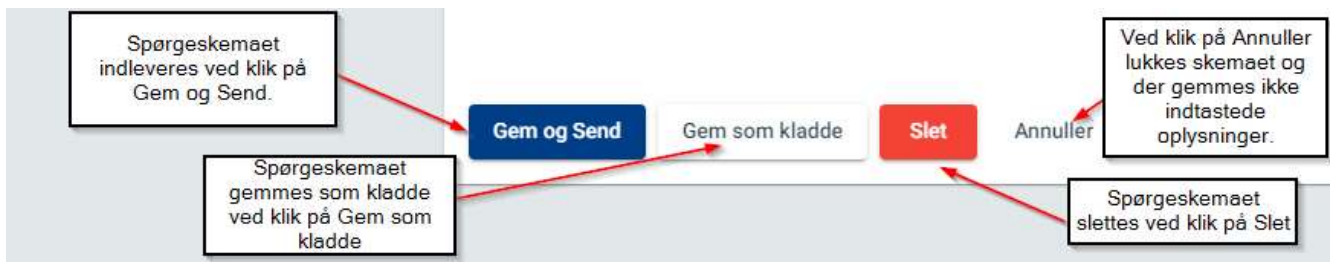 Spørgeskemaet
indleveres ved klik på
Gem og Send.
Ved klik på Annuller
lukkes skemaet og
der gemmes ikke
indtastede
oplysninger.
Gem og Send
Gem som kladde
Slet
Annuller
Spørgeskemaet
gemmes som kladde
ved klik på Gem som
kladde
Spørgeskemaet
slettes ved klik på Slet